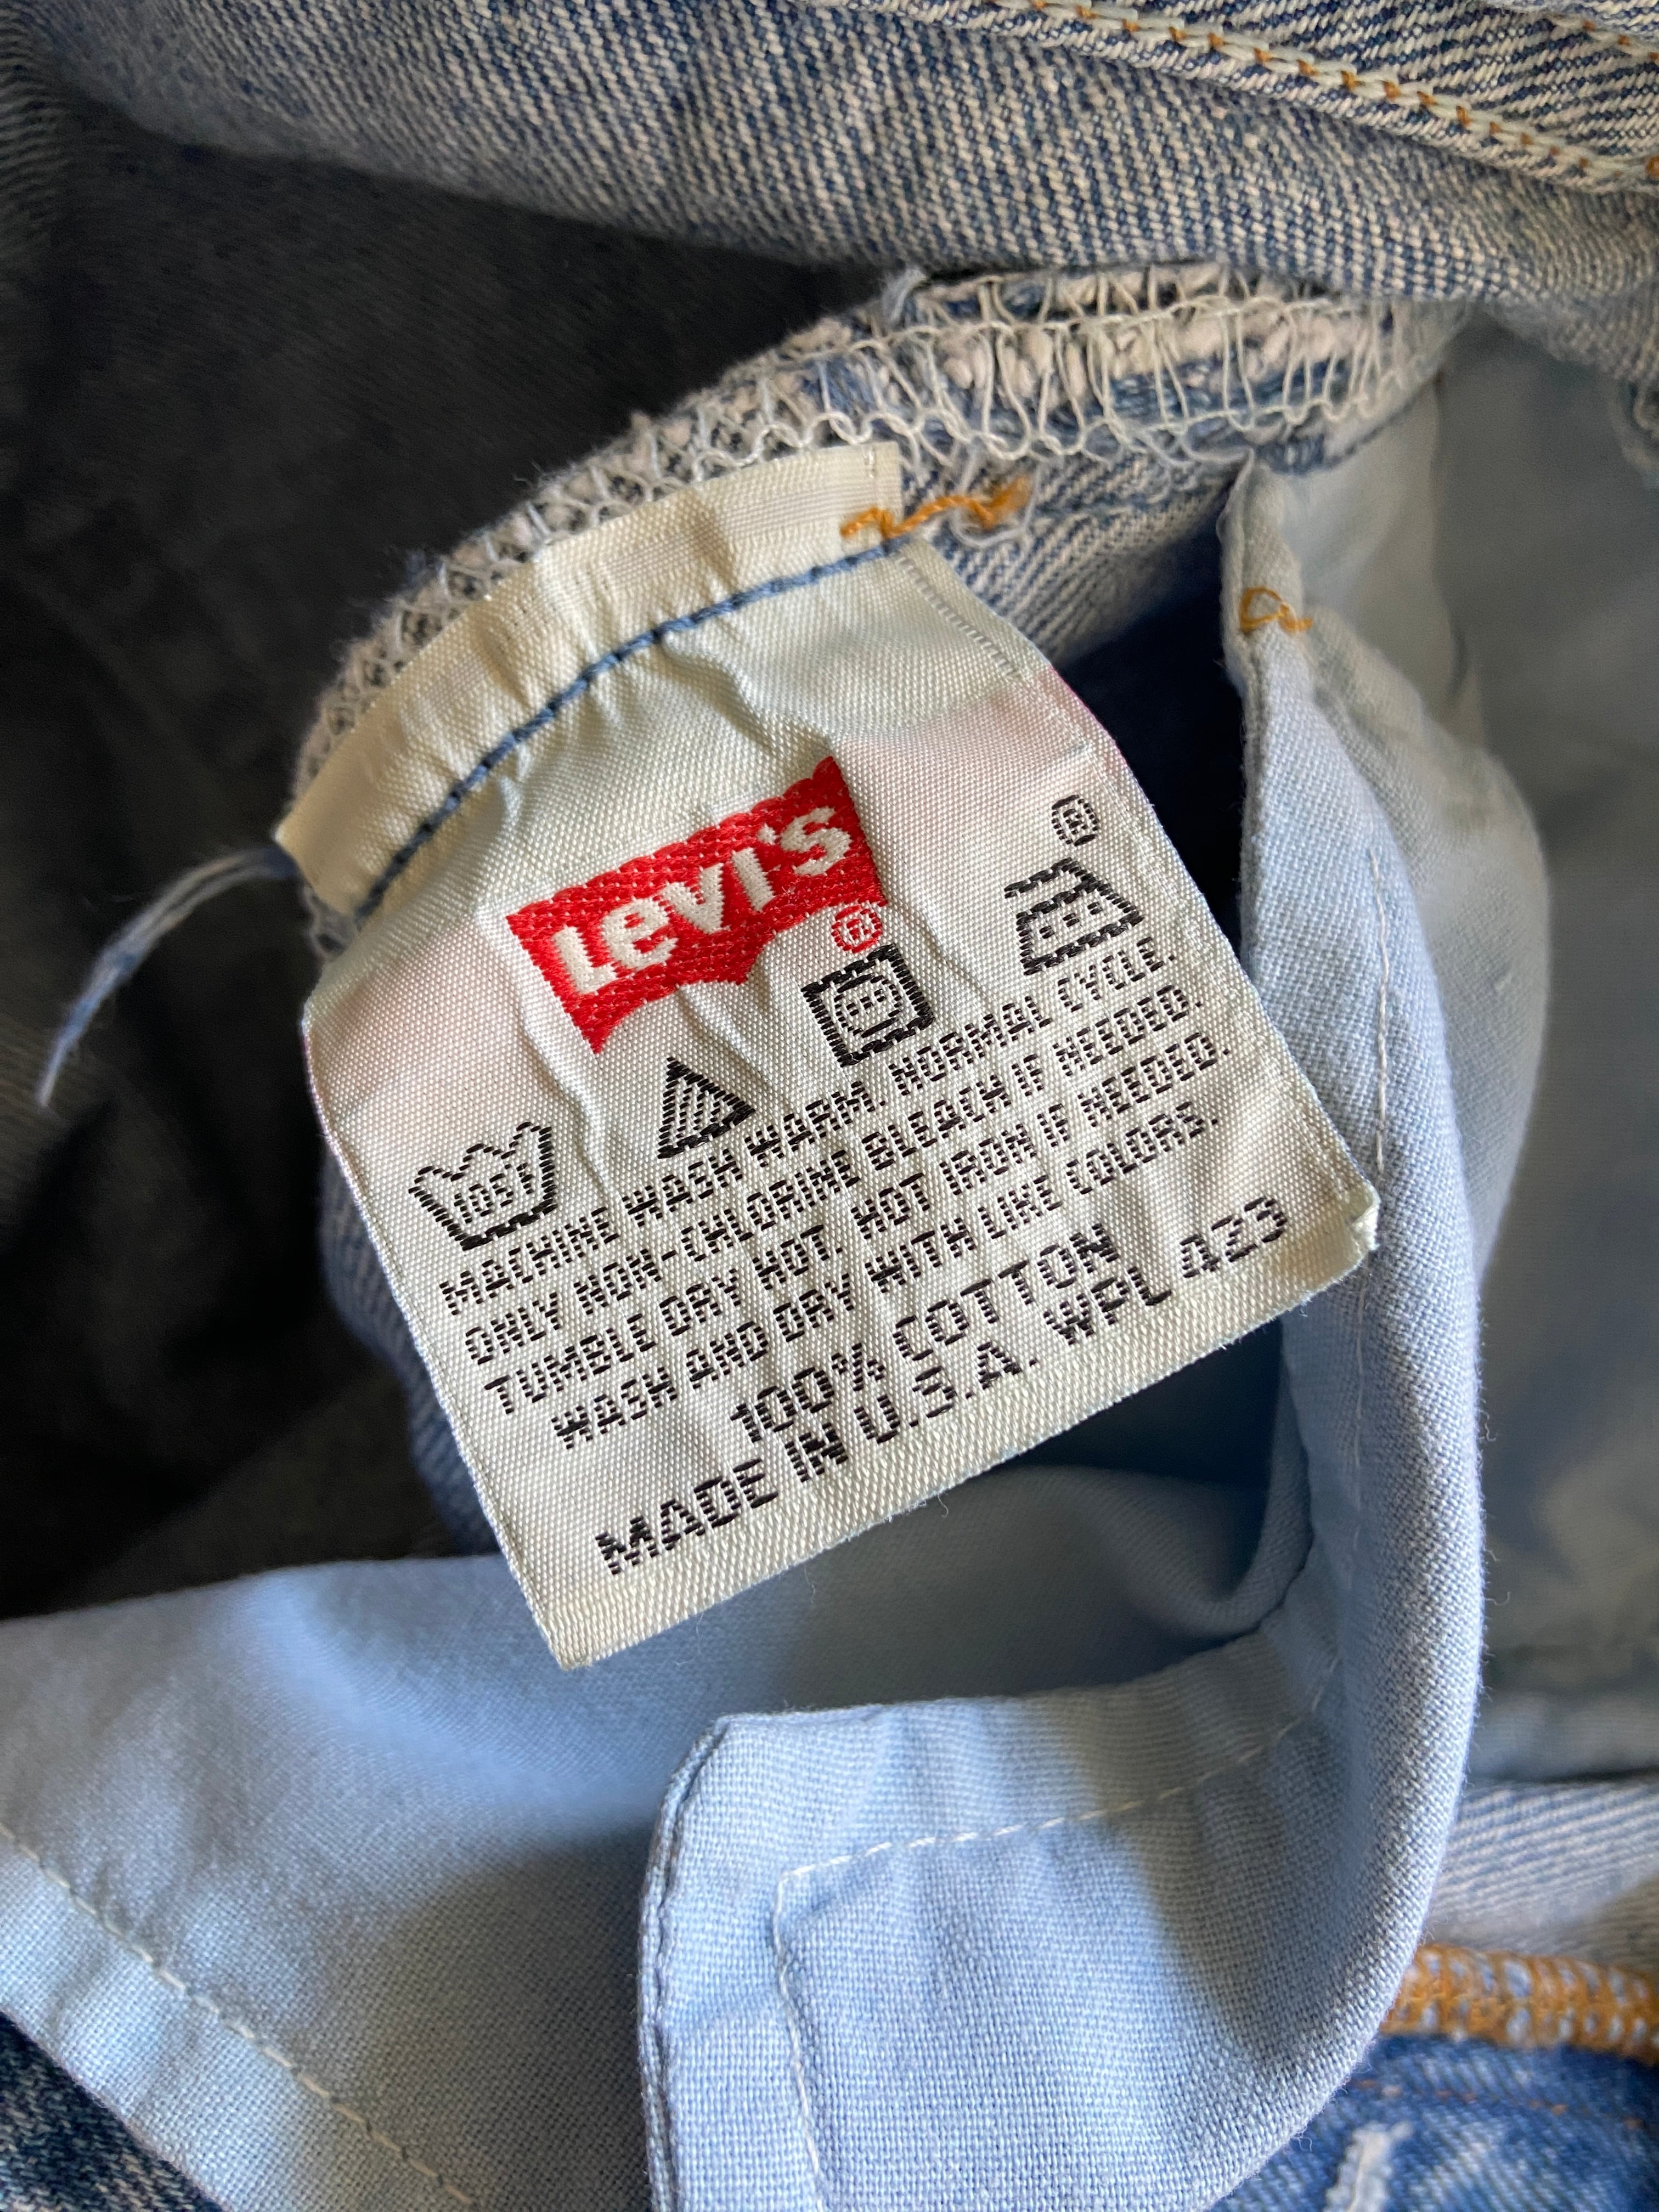 Levi's
®
®
105F
MACHINE WASH WARM. NORMAL CYCLE.
ONLY NON-CHLORINE BLEACH IF NEEDED.
TUMBLE DRY HOT. HOT IRON IF NEEDED.
WASH AND DRY WITH LIKE COLORS.
100% COTTON
MADE IN U.S.A. WPL 423